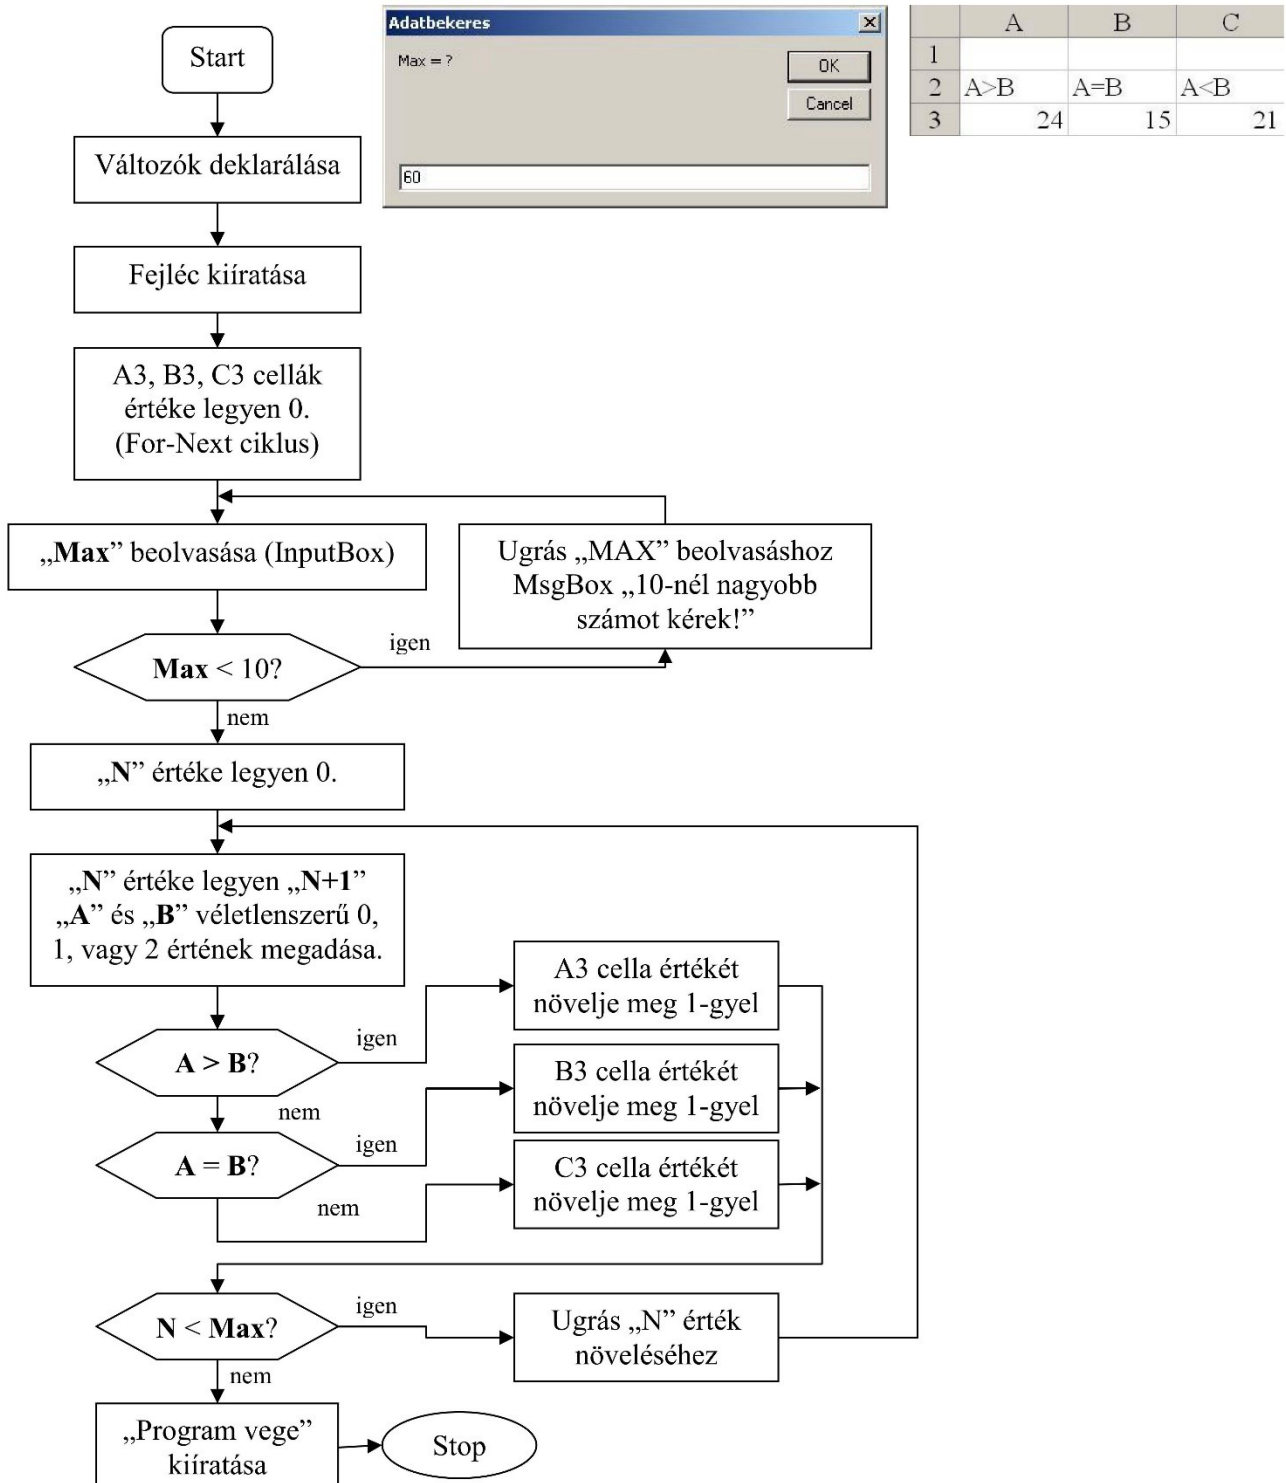 Start
Változók deklarálása
Fejléc kiíratása
A3, B3, C3 cellák
értéke legyen 0.
(For-Next ciklus)
„Max” beolvasása (InputBox)
Ugrás „MAX” beolvasáshoz
MsgBox „10-nél nagyobb
számot kérek!”
Max < 10?
igen
nem
„N” értéke legyen 0.
„N” értéke legyen „N+1”
„A” és „B” véletlenszerű 0,
1, vagy 2 értének megadása.
A > B?
igen
A3 cella értékét
növelje meg 1-gyel
nem
A = B?
igen
B3 cella értékét
növelje meg 1-gyel
nem
C3 cella értékét
növelje meg 1-gyel
N < Max?
igen
Ugrás „N” érték
növeléséhez
nem
„Program vege”
kiíratása
Stop
Adatbekeres
Max = ?
OK
Cancel
60
A B C
1
2 A>B A=B A<B
3 24 15 21